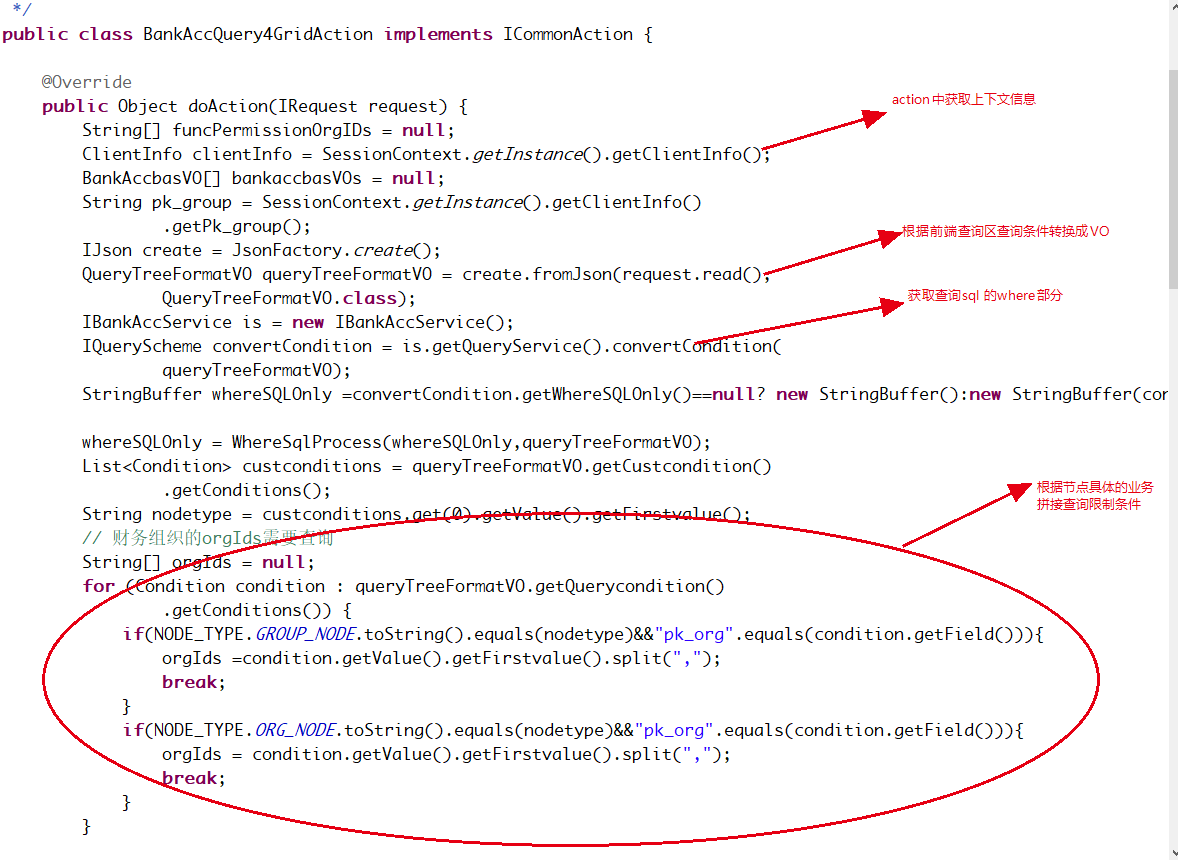 */
public class BankAccQuery4GridAction implements ICommonAction {
@Override
public Object doAction(IRequest request) {
String[] funcPermissionOrgIDs = null;
action中获取上下文信息
ClientInfo clientInfo = SessionContext.getInstance().getClientInfo();
BankAccbasVO[] bankaccbasVOs = null;
String pk_group = SessionContext.getInstance().getClientInfo()
.getPk_group();
根据前端查询区查询条件转换成VO
IJson create = JsonFactory.create();
QueryTreeFormatVO queryTreeFormatVO = create.fromJson(request.read(),
QueryTreeFormatVO.class);
获取查询sql 的where部分
IBankAccService is = new IBankAccService();
IQueryScheme convertCondition = is.getQueryService().convertCondition(
queryTreeFormatVO);
StringBuffer whereSQLOnly =convertCondition.getWhereSQLOnly()==null? new StringBuffer():new StringBuffer(cor
whereSQLOnly = WhereSqlProcess(whereSQLOnly,queryTreeFormatVO);
List<Condition> custconditions = queryTreeFormatVO.getCustcondition()
.getConditions();
根据节点具体的业务
拼接查询限制条件
String nodetype = custconditions.get(0).getValue().getFirstvalue();
// 财务组织的orgIds需要查询
String[] orgIds = null;
for (Condition condition : queryTreeFormatVO.getQuerycondition()
.getConditions()) {
if(NODE_TYPE.GROUP_NODE.toString().equals(nodetype)&&"pk_org".equals(condition.getField())){
orgIds =condition.getValue().getFirstvalue().split(",");
break;
}
if(NODE_TYPE.ORG_NODE.toString().equals(nodetype)&&"pk_org".equals(condition.getField())){
orgIds = condition.getValue().getFirstvalue().split(",");
break;
}
}